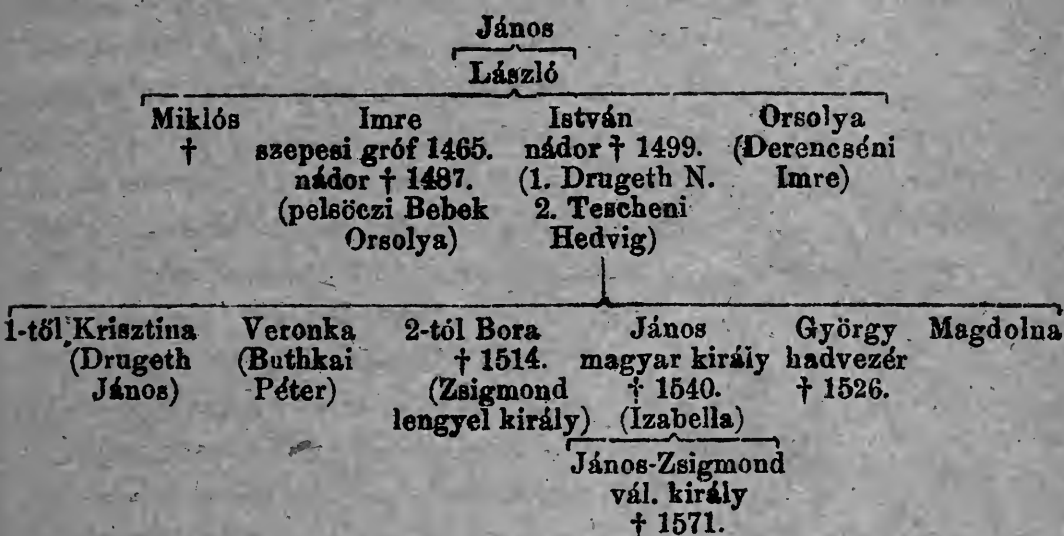 János
László
Miklós Imre István Orsolya
† szepesi gróf 1465. nádor † 1499. (Derencséni
nádor † 1487. (1. Drugeth N. Imre)
(pelsöczi Bebek 2. Tescheni
Orsolya) Hedvig)
1-től Krisztina Veronka 2-tól Bora János György Magdolna
(Drugeth (Buthkai † 1514. magyar király hadvezér
János) Péter) (Zsigmond † 1540. † 1526.
lengyel király) (Izabella)
János-Zsigmond
vál. király
† 1571.